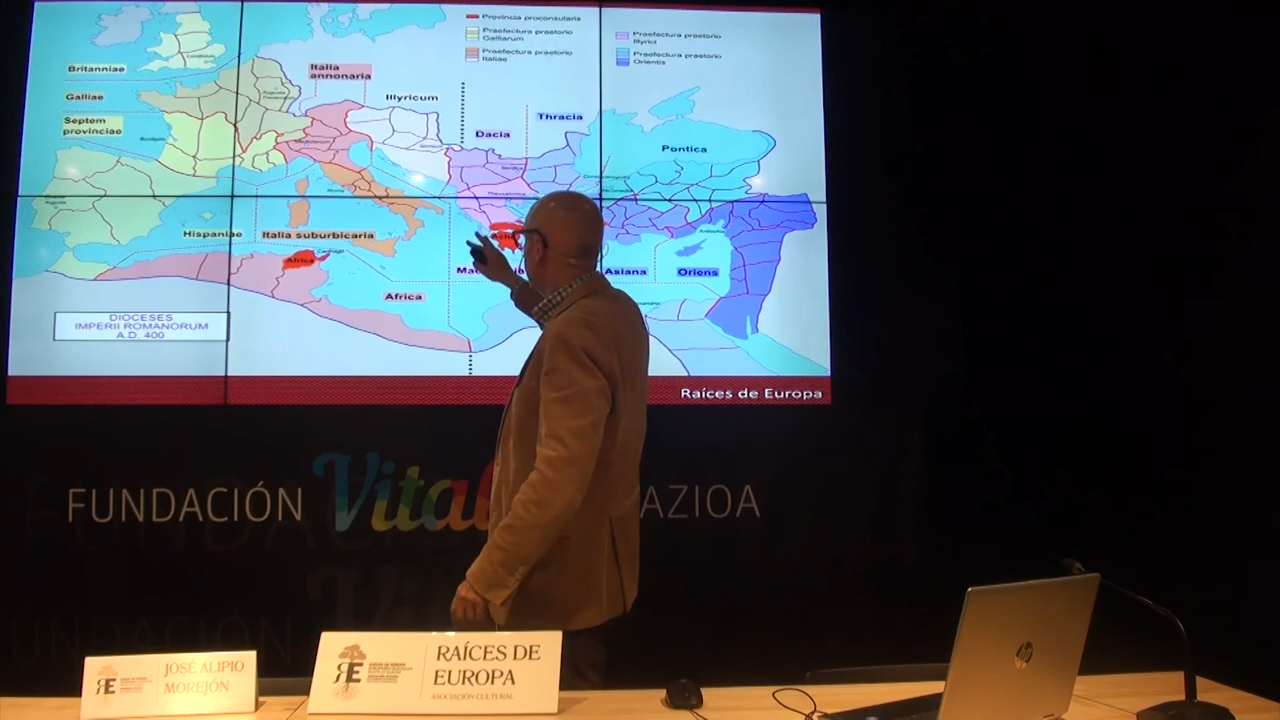 Provincia proconsularis
Praefectura praetorio
Galliarum
Praefectura praetorio
Italiae
Praefectura praetorio
Illyrici
Praefectura praetorio
Orientis
Britanniae
Galliae
Septem
provinciae
Italia
annonaria
Illyricum
Dacia
Thracia
Pontica
Hispaniae
Italia suburbicaria
Africa
Africa
Asiana
Oriens
DIOCESES
IMPERII ROMANORUM
A.D. 400
Raíces de Europa
FUNDACIÓN Vital AZIOA
JOSÉ ALIPIO
MOREJÓN
RE
RAÍCES DE
EUROPA
ASOCIACIÓN CULTURAL
hp